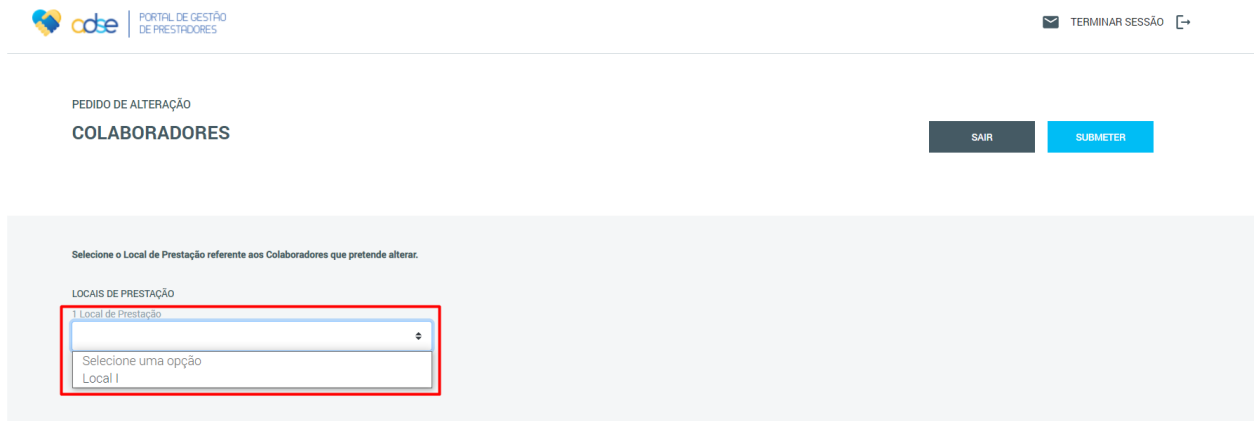 adse
PORTAL DE GESTÃO
DE PRESTADORES
TERMINAR SESSÃO
PEDIDO DE ALTERAÇÃO
COLABORADORES
SAIR
SUBMETER
Selecione o Local de Prestação referente aos Colaboradores que pretende alterar.
LOCAIS DE PRESTAÇÃO
1 Local de Prestação
Selecione uma opção
Local I